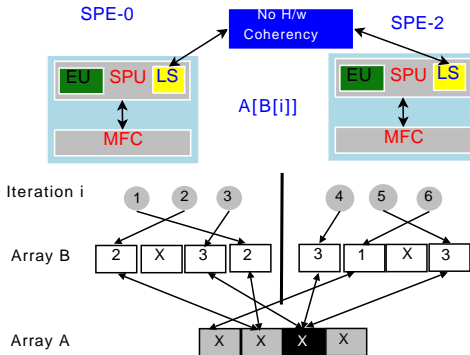 SPE-0
No H/w
Coherency
SPE-2
EU SPU LS
EU SPU LS
A[B[i]]
MFC
MFC
Iteration i
1 2 3 4 5 6
Array B
2 X 3 2 3 1 X 3
Array A
X X X X